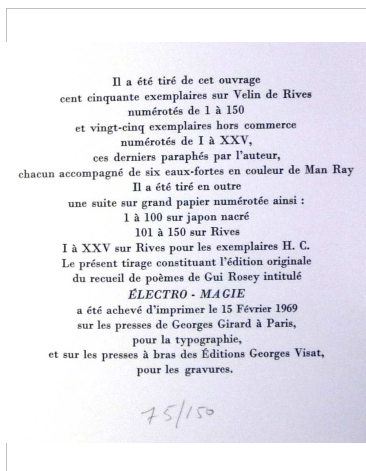 Il a été tiré de cet ouvrage
cent cinquante exemplaires sur Velin de Rives
numérotés de 1 à 150
et vingt-cinq exemplaires hors commerce
numérotés de I à XXV,
ces derniers paraphés par l'auteur,
chacun accompagné de six eaux-fortes en couleur de Man Ray
Il a été tiré en outre
une suite sur grand papier numérotée ainsi :
1 à 100 sur japon nacré
101 à 150 sur Rives
I à XXV sur Rives pour les exemplaires H. C.
Le présent tirage constituant l'édition originale
du recueil de poèmes de Gui Rosey intitulé
ÉLECTRO - MAGIE
a été achevé d'imprimer le 15 Février 1969
sur les presses de Georges Girard à Paris,
pour la typographie,
et sur les presses à bras des Éditions Georges Visat,
pour les gravures.
75/150